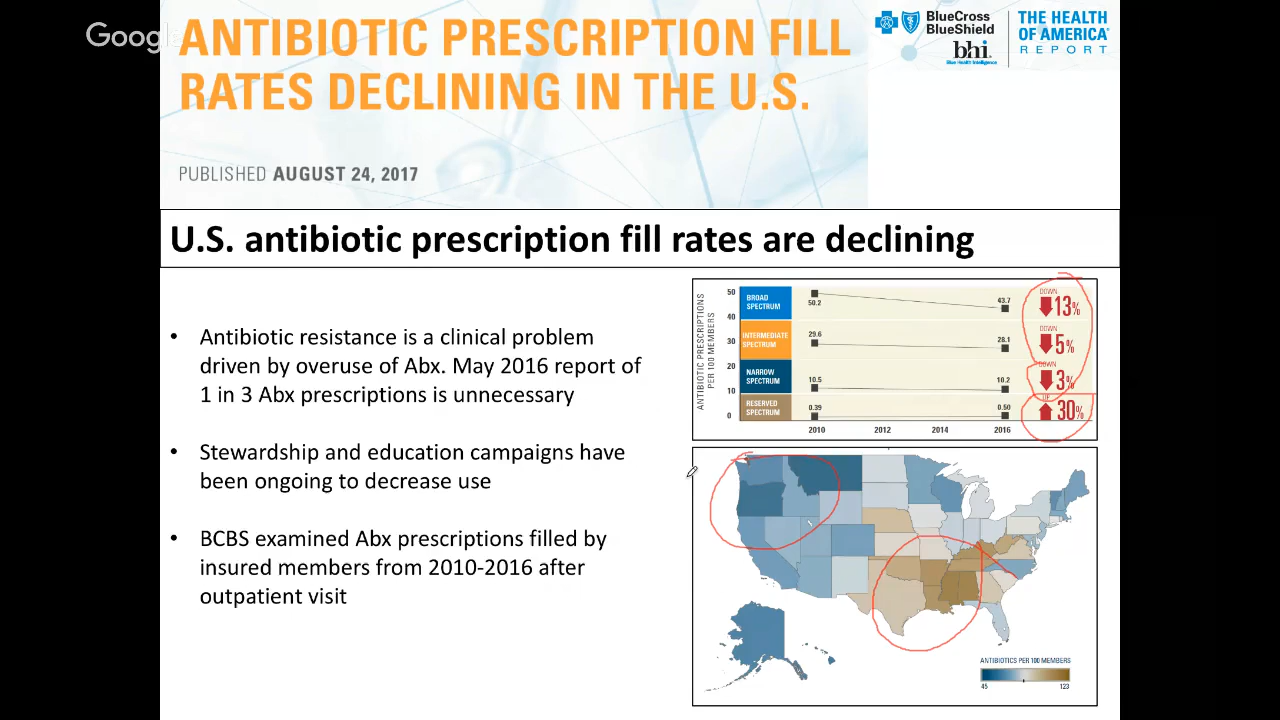 Google
ANTIBIOTIC PRESCRIPTION FILL
RATES DECLINING IN THE U.S.
BlueCross
BlueShield
bhi.
Blue Health Intelligence
THE HEALTH
OF AMERICA
REPORT
PUBLISHED AUGUST 24, 2017
U.S. antibiotic prescription fill rates are declining
• Antibiotic resistance is a clinical problem
driven by overuse of Abx. May 2016 report of
1 in 3 Abx prescriptions is unnecessary
• Stewardship and education campaigns have
been ongoing to decrease use
• BCBS examined Abx prescriptions filled by
insured members from 2010-2016 after
outpatient visit
ANTIBIOTIC PRESCRIPTIONS
PER 100 MEMBERS
50
40
30
20
10
0
BROAD
SPECTRUM
50.2
43.7
DOWN
13%
INTERMEDIATE
SPECTRUM
29.6
28.1
DOWN
5%
NARROW
SPECTRUM
10.5
10.2
DOWN
3%
RESERVED
SPECTRUM
0.39
0.50
UP
30%
2010 2012 2014 2016
ANTIBIOTICS PER 100 MEMBERS
45 123